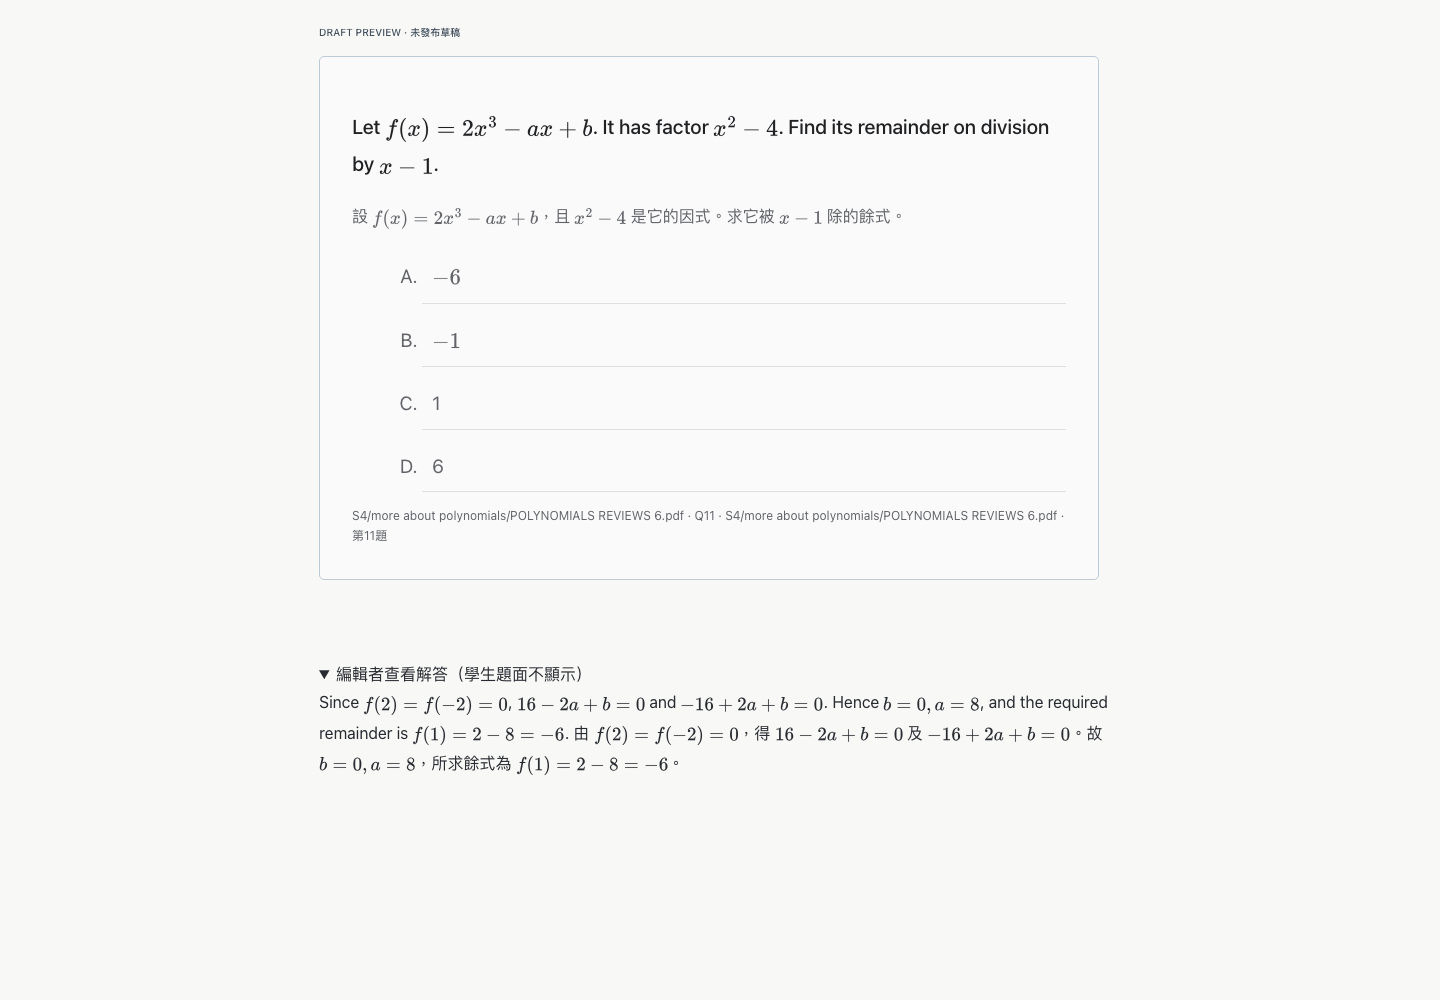 DRAFT PREVIEW · 未發布草稿
Let f(x) = 2x³ − ax + b. It has factor x² − 4. Find its remainder on division
by x − 1.
設 f(x) = 2x³ − ax + b，且 x² − 4 是它的因式。求它被 x − 1 除的餘式。
A. −6
B. −1
C. 1
D. 6
S4/more about polynomials/POLYNOMIALS REVIEWS 6.pdf · Q11 · S4/more about polynomials/POLYNOMIALS REVIEWS 6.pdf ·
第11題
▼ 編輯者查看解答（學生題面不顯示）
Since f(2) = f(−2) = 0, 16 − 2a + b = 0 and −16 + 2a + b = 0. Hence b = 0, a = 8, and the required
remainder is f(1) = 2 − 8 = −6. 由 f(2) = f(−2) = 0，得 16 − 2a + b = 0 及 −16 + 2a + b = 0。故
b = 0, a = 8，所求餘式為 f(1) = 2 − 8 = −6。